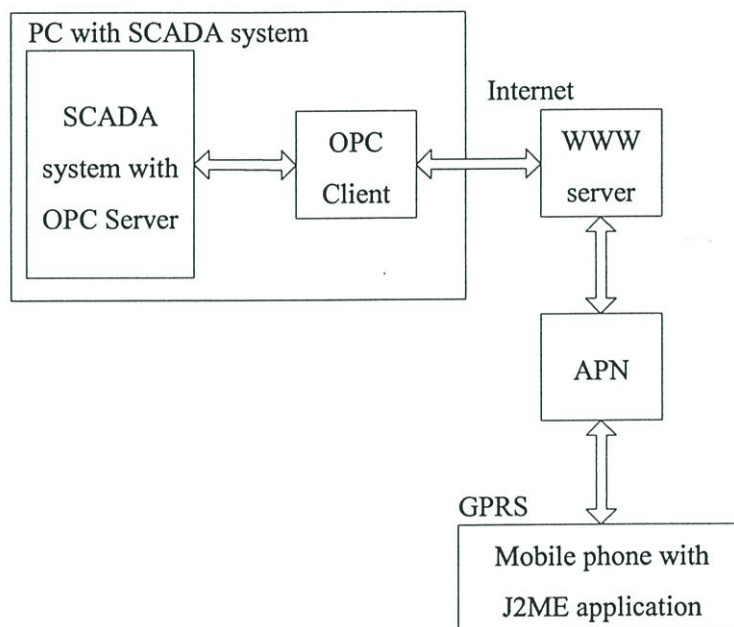 PC with SCADA system
SCADA
system with
OPC Server
OPC
Client
Internet
WWW
server
APN
GPRS
Mobile phone with
J2ME application